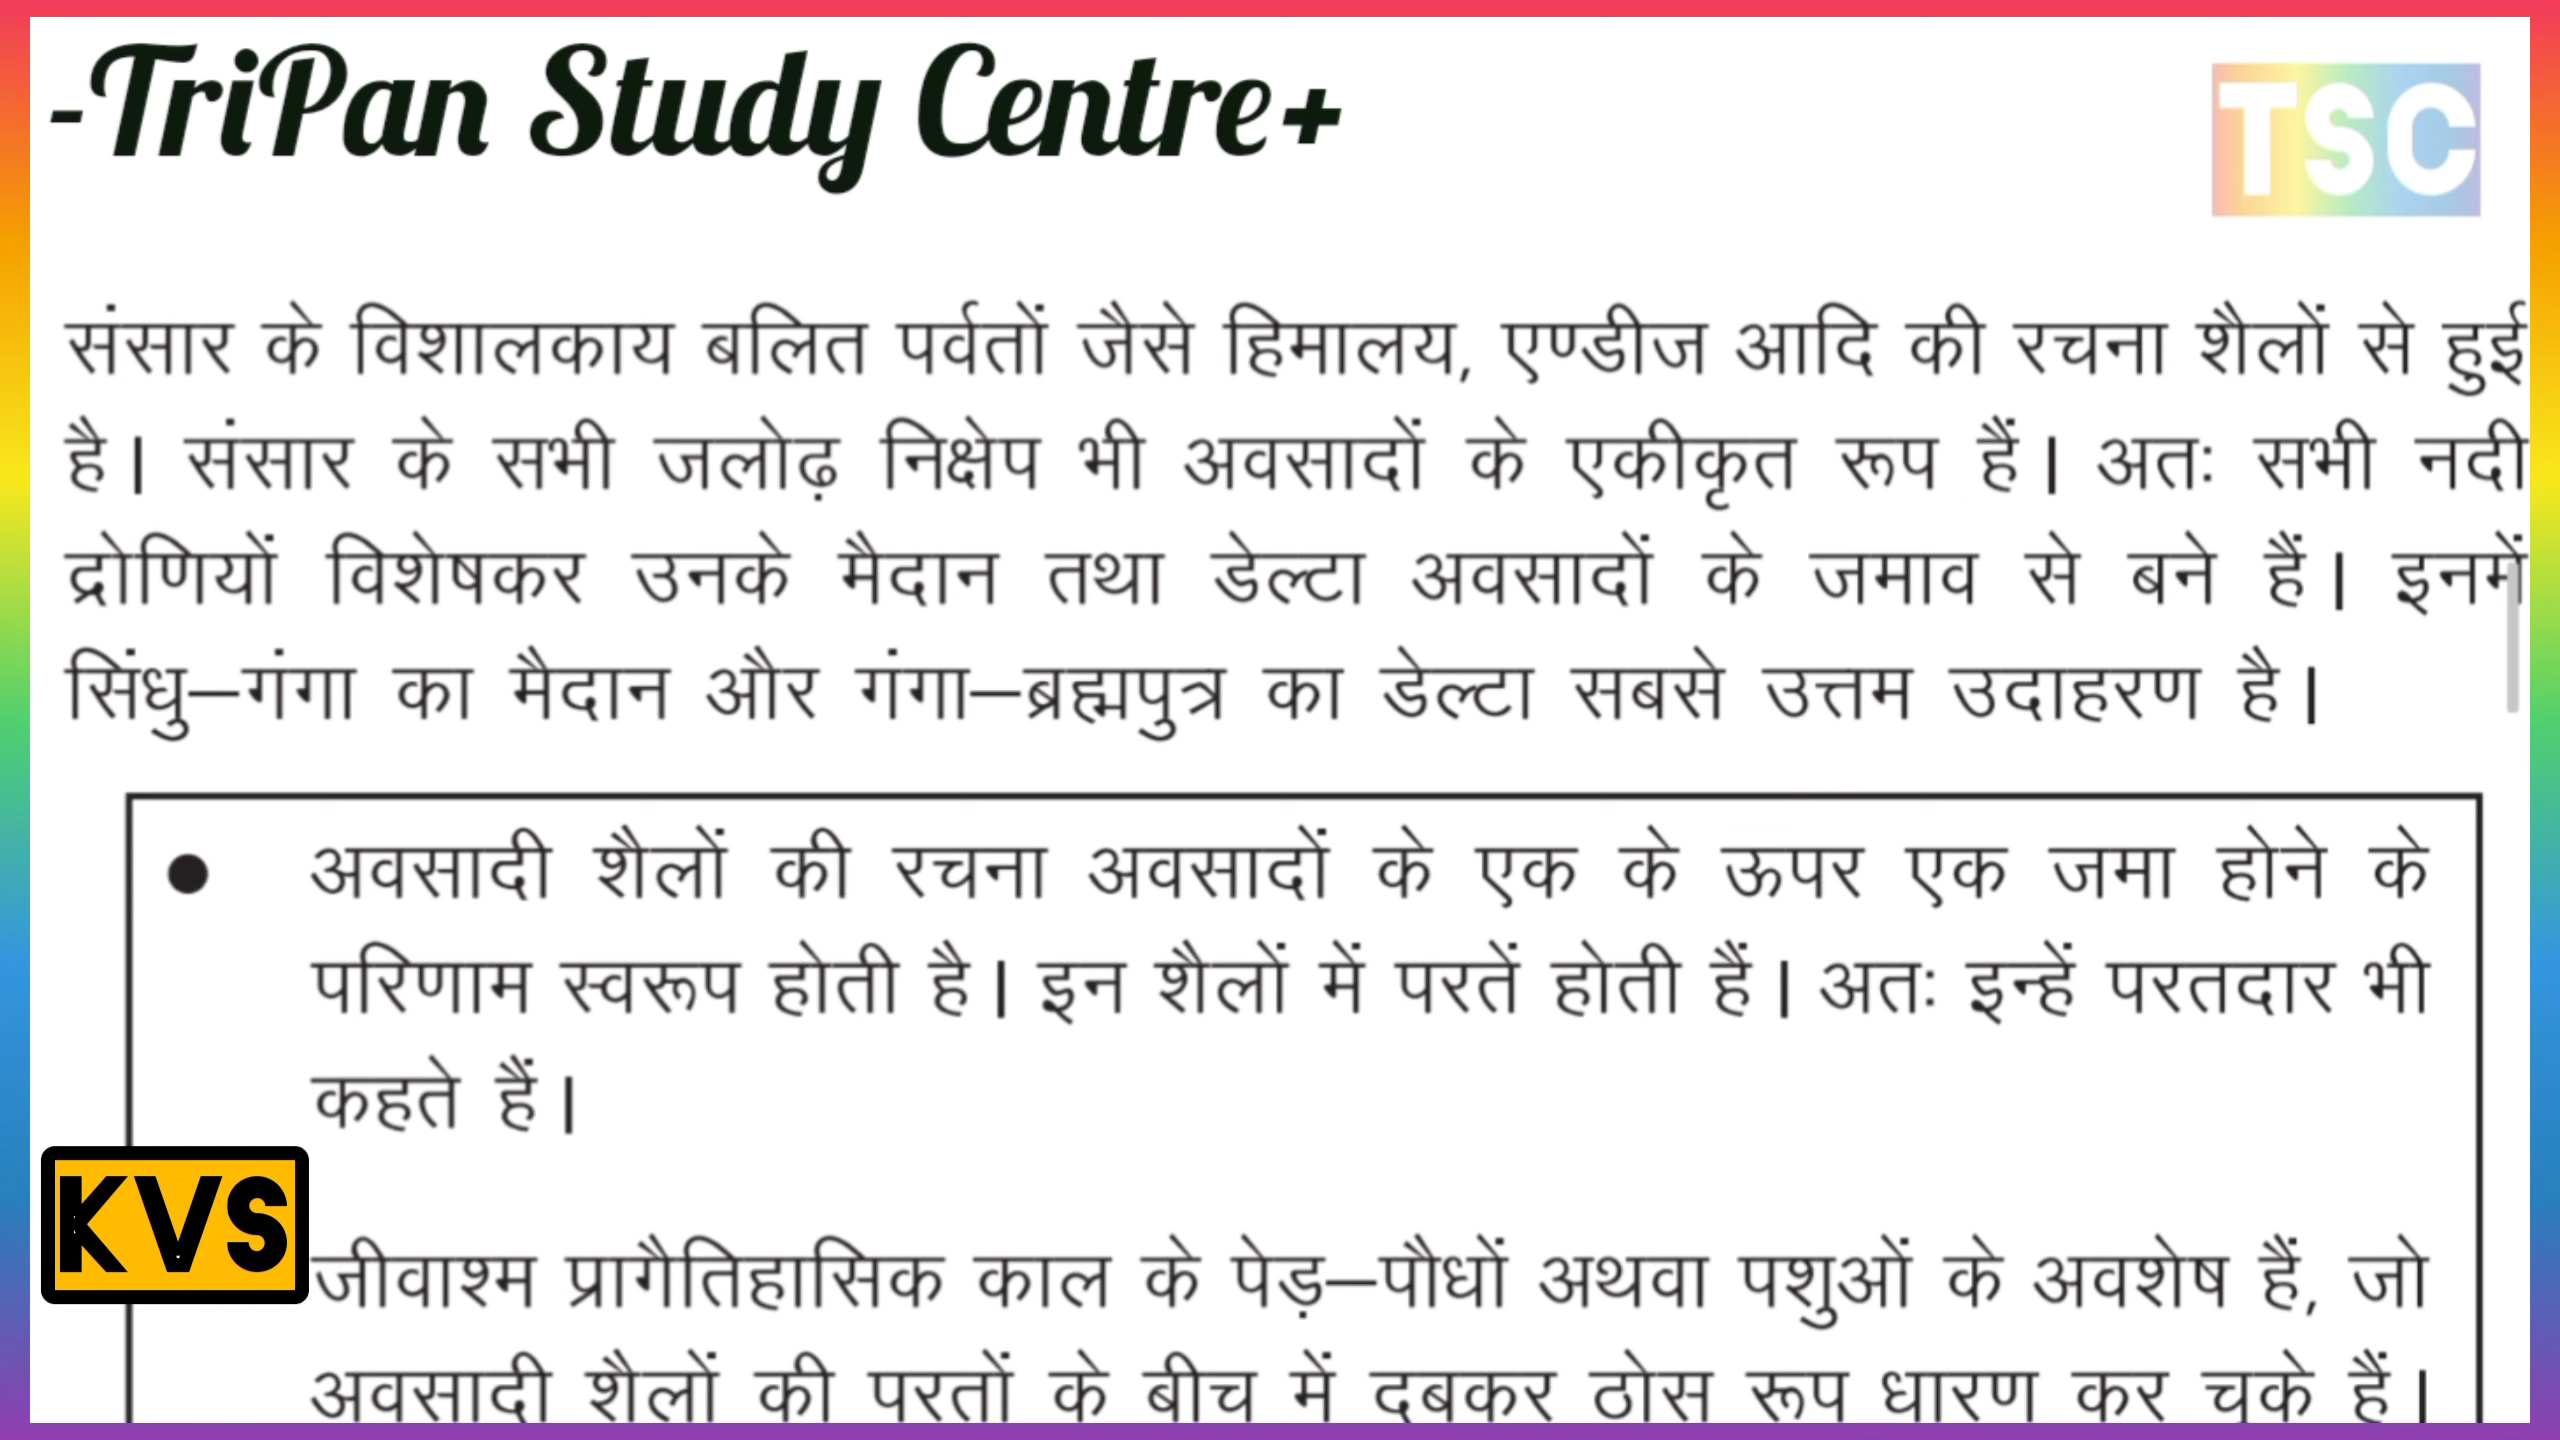 -TriPan Study Centre+
TSC
संसार के विशालकाय बलित पर्वतों जैसे हिमालय, एण्डीज आदि की रचना शैलों से हुई
है। संसार के सभी जलोढ़ निक्षेप भी अवसादों के एकीकृत रूप हैं। अतः सभी नदी
द्रोणियों विशेषकर उनके मैदान तथा डेल्टा अवसादों के जमाव से बने हैं। इनमें
सिंधु–गंगा का मैदान और गंगा–ब्रह्मपुत्र का डेल्टा सबसे उत्तम उदाहरण है।
● अवसादी शैलों की रचना अवसादों के एक के ऊपर एक जमा होने के
परिणाम स्वरूप होती है। इन शैलों में परतें होती हैं। अतः इन्हें परतदार भी
कहते हैं।
KVS
जीवाश्म प्रागैतिहासिक काल के पेड़–पौधों अथवा पशुओं के अवशेष हैं, जो
अवसादी शैलों की परतों के बीच में दबकर ठोस रूप धारण कर चुके हैं।